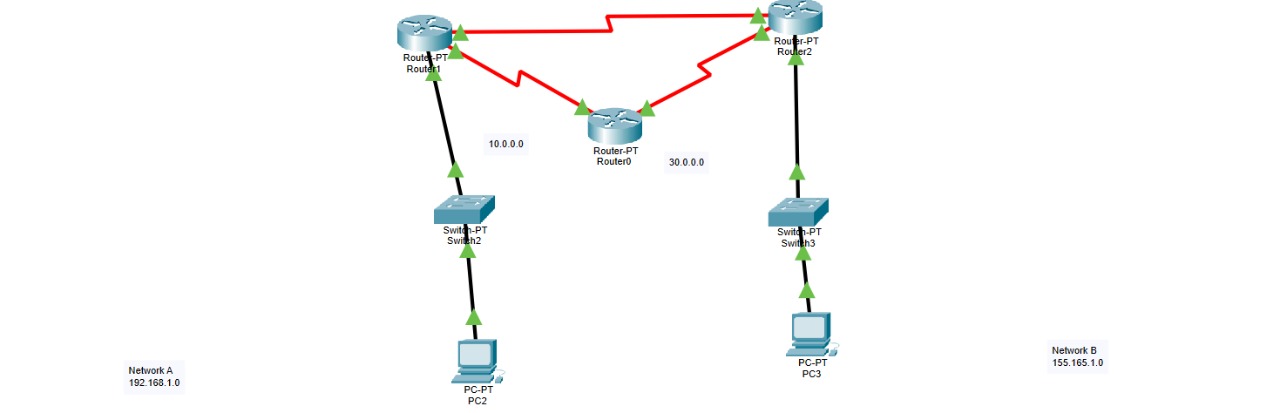 Router-PT
Router1
Router-PT
Router2
10.0.0.0
Router-PT
Router0
30.0.0.0
Switch-PT
Switch2
Switch-PT
Switch3
Network A
192.168.1.0
PC-PT
PC2
PC-PT
PC3
Network B
155.165.1.0